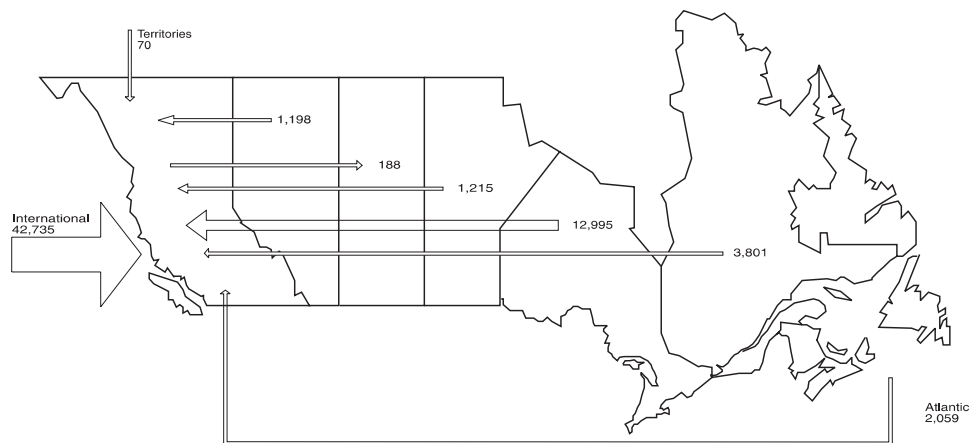 Territories
70
1,198
188
1,215
International
42,735
12,995
3,801
Atlantic
2,059